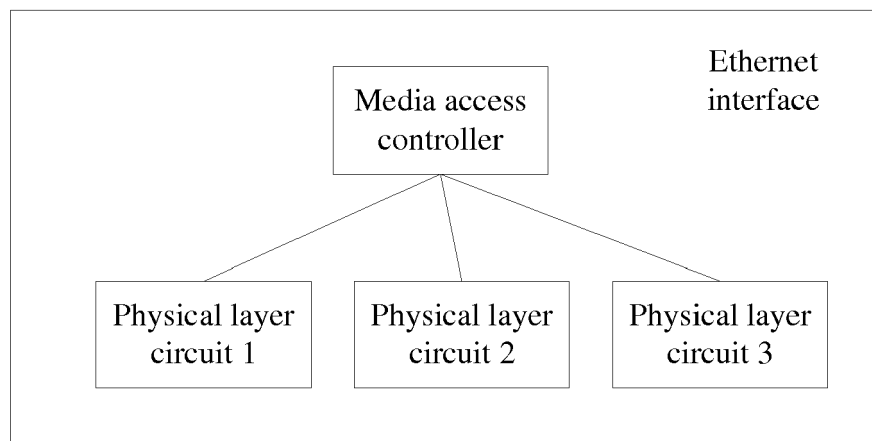 Ethernet
interface
Media access
controller
Physical layer
circuit 1
Physical layer
circuit 2
Physical layer
circuit 3